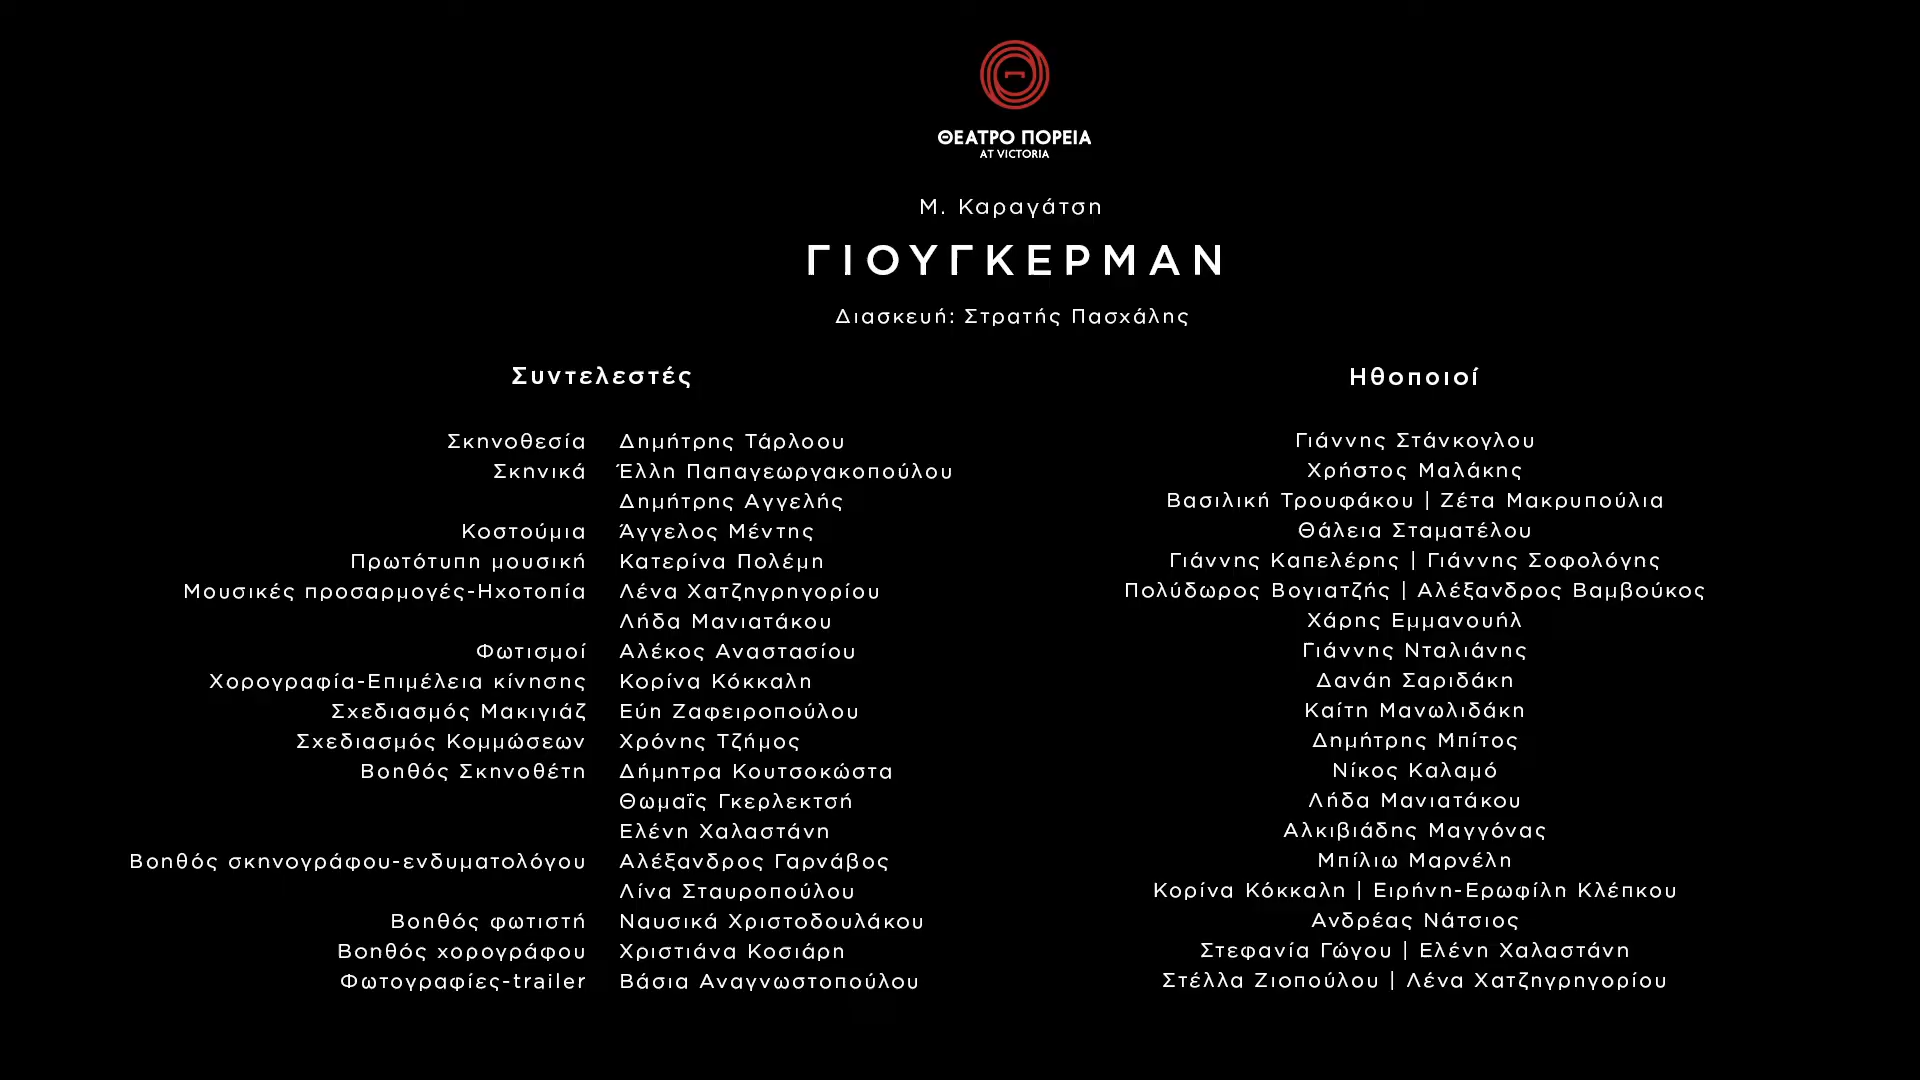 ΘΕΑΤΡΟ ΠΟΡΕΙΑ
AT VICTORIA
Μ. Καραγάτση
ΓΙΟΥΓΚΕΡΜΑΝ
Διασκευή: Στρατής Πασχάλης
Συντελεστές
Σκηνοθεσία Δημήτρης Τάρλοου
Σκηνικά Έλλη Παπαγεωργακοπούλου
Δημήτρης Αγγελής
Κοστούμια Άγγελος Μέντης
Πρωτότυπη μουσική Κατερίνα Πολέμη
Μουσικές προσαρμογές-Ηχοτοπία Λένα Χατζηγρηγορίου
Λήδα Μανιατάκου
Φωτισμοί Αλέκος Αναστασίου
Χορογραφία-Επιμέλεια κίνησης Κορίνα Κόκκαλη
Σχεδιασμός Μακιγιάζ Εύη Ζαφειροπούλου
Σχεδιασμός Κομμώσεων Χρόνης Τζήμος
Βοηθός Σκηνοθέτη Δήμητρα Κουτσοκώστα
Θωμαΐς Γκερλεκτσή
Ελένη Χαλαστάνη
Βοηθός σκηνογράφου-ενδυματολόγου Αλέξανδρος Γαρνάβος
Λίνα Σταυροπούλου
Βοηθός φωτιστή Ναυσικά Χριστοδουλάκου
Βοηθός χορογράφου Χριστιάνα Κοσιάρη
Φωτογραφίες-trailer Βάσια Αναγνωστοπούλου
Ηθοποιοί
Γιάννης Στάνκογλου
Χρήστος Μαλάκης
Βασιλική Τρουφάκου | Ζέτα Μακρυπούλια
Θάλεια Σταματέλου
Γιάννης Καπελέρης | Γιάννης Σοφολόγης
Πολύδωρος Βογιατζής | Αλέξανδρος Βαμβούκος
Χάρης Εμμανουήλ
Γιάννης Νταλιάνης
Δανάη Σαριδάκη
Καίτη Μανωλιδάκη
Δημήτρης Μπίτος
Νίκος Καλαμό
Λήδα Μανιατάκου
Αλκιβιάδης Μαγγόνας
Μπίλιω Μαρνέλη
Κορίνα Κόκκαλη | Ειρήνη-Ερωφίλη Κλέπκου
Ανδρέας Νάτσιος
Στεφανία Γώγου | Ελένη Χαλαστάνη
Στέλλα Ζιοπούλου | Λένα Χατζηγρηγορίου